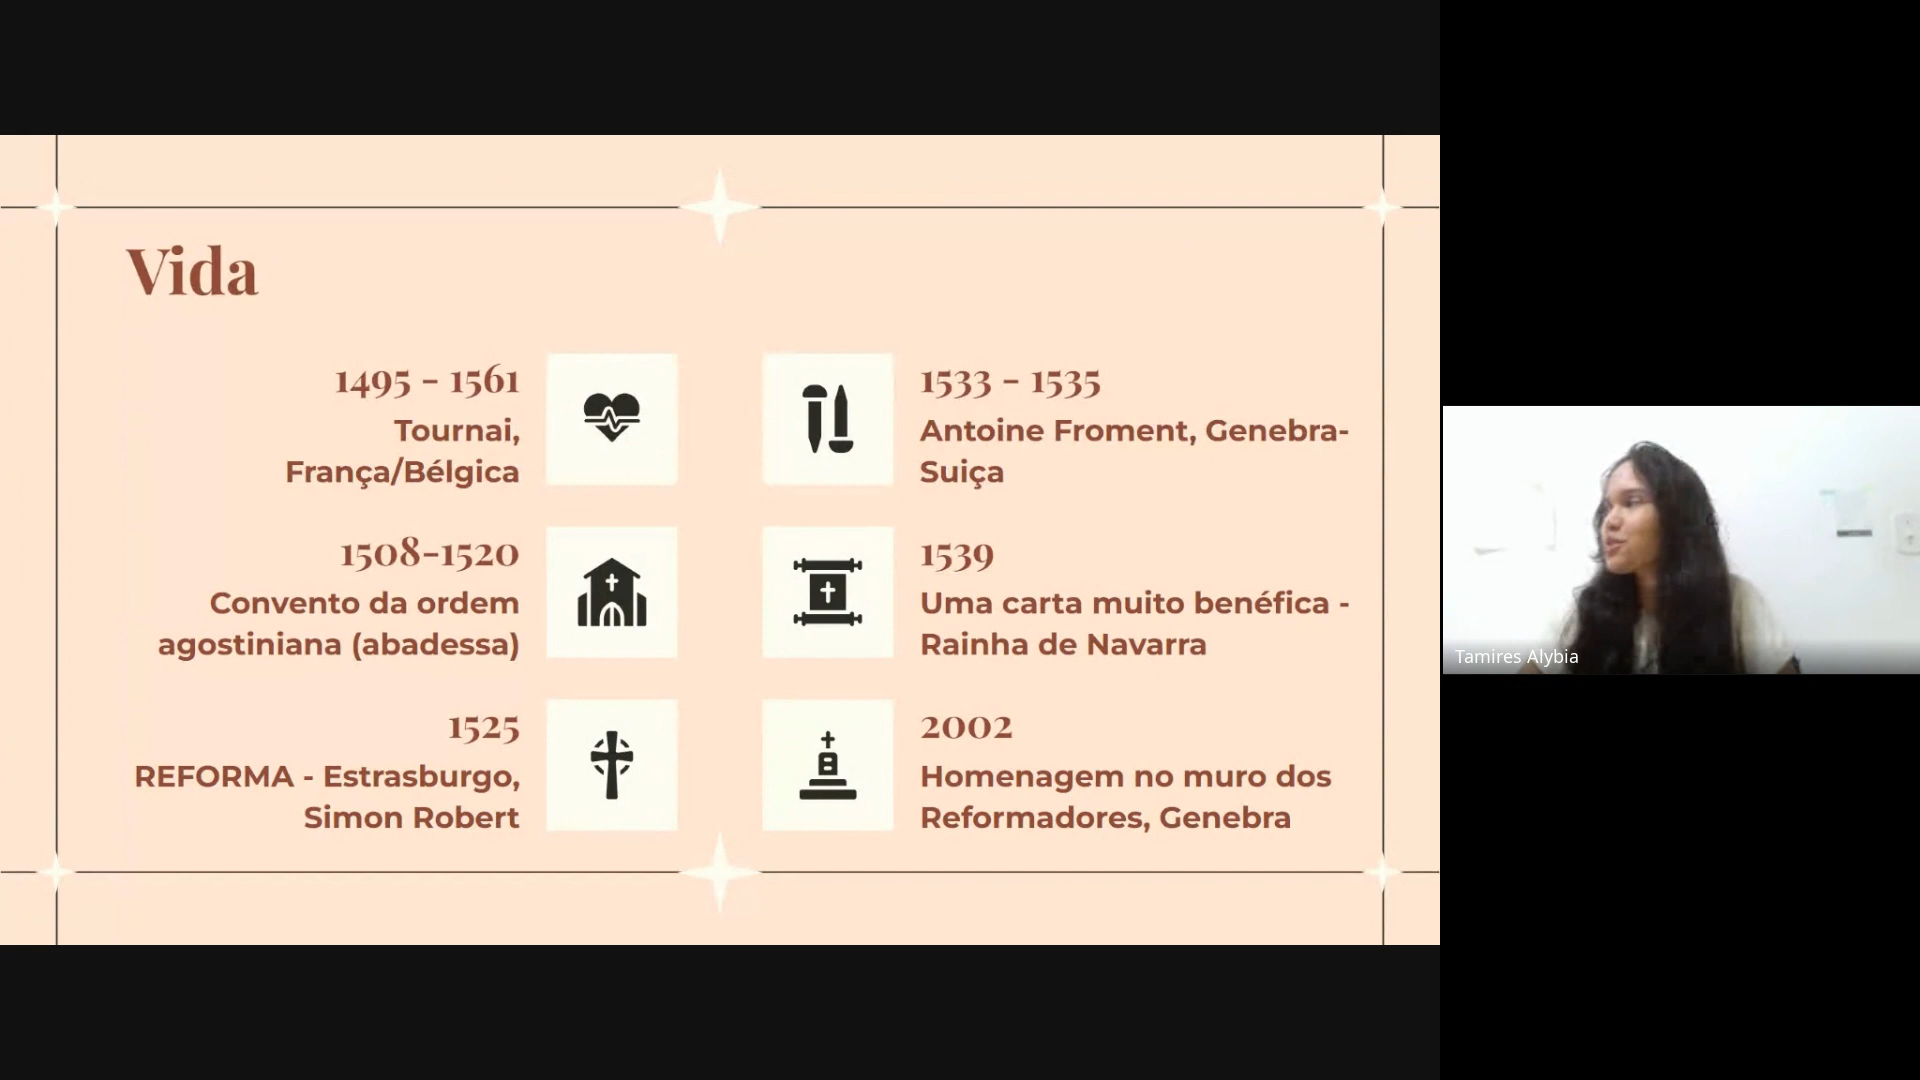 Vida
1495 - 1561
Tournai,
França/Bélgica
1508-1520
Convento da ordem
agostiniana (abadessa)
1525
REFORMA - Estrasburgo,
Simon Robert
1533 - 1535
Antoine Froment, Genebra-
Suiça
1539
Uma carta muito benéfica -
Rainha de Navarra
2002
Homenagem no muro dos
Reformadores, Genebra
Tamires Alybia